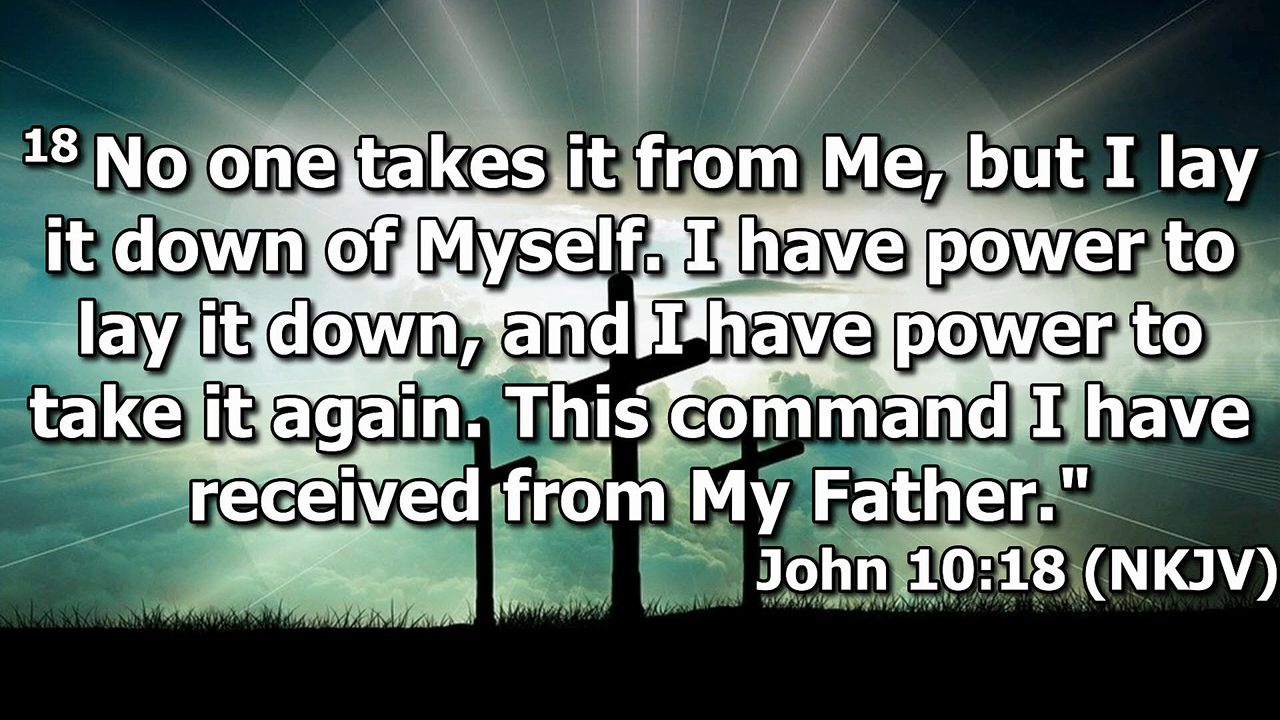 18 No one takes it from Me, but I lay
it down of Myself. I have power to
lay it down, and I have power to
take it again. This command I have
received from My Father."
John 10:18 (NKJV)